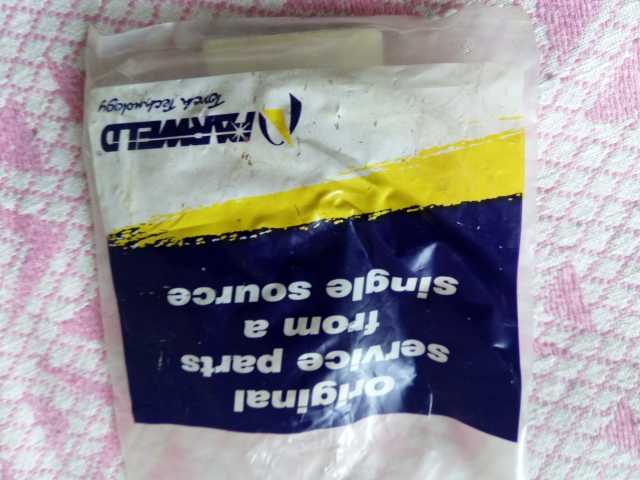 Original
service parts
from a
single source
PARWELD
Torch Technology